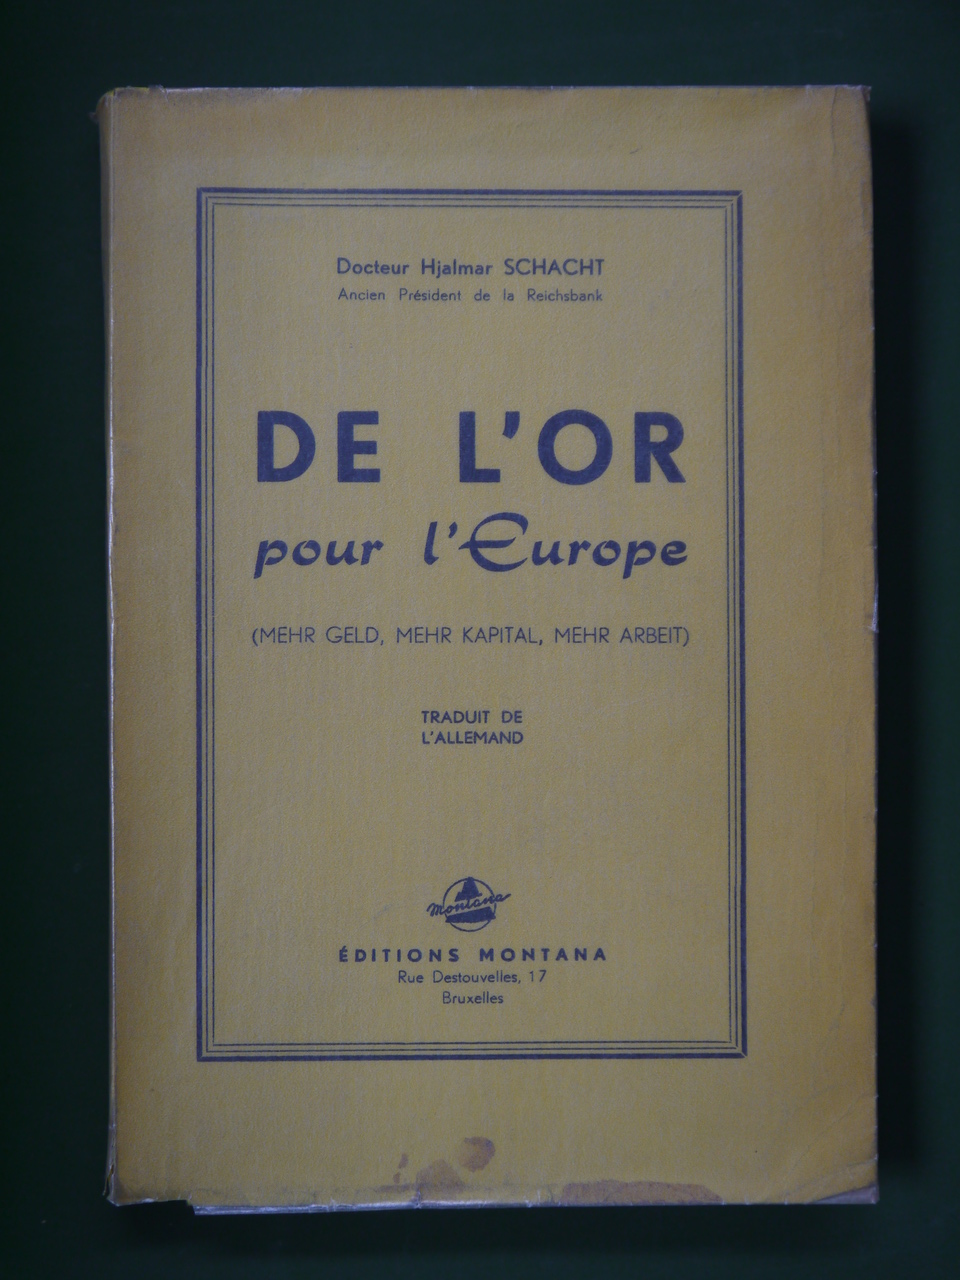 Docteur Hjalmar SCHACHT
Ancien Président de la Reichsbank
DE L'OR
pour l'Europe
(MEHR GELD, MEHR KAPITAL, MEHR ARBEIT)
TRADUIT DE
L'ALLEMAND
Montana
ÉDITIONS MONTANA
Rue Destouvelles, 17
Bruxelles